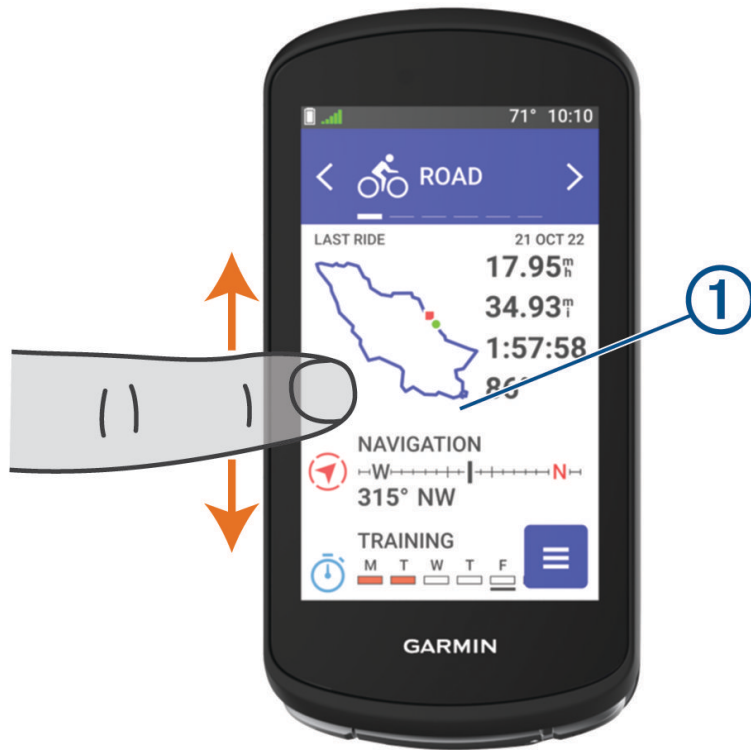 71° 10:10
ROAD
LAST RIDE 21 OCT 22
17.95 m h
34.93 m i
1:57:58
86°
NAVIGATION
W N
315° NW
TRAINING
M T W T F
GARMIN
1